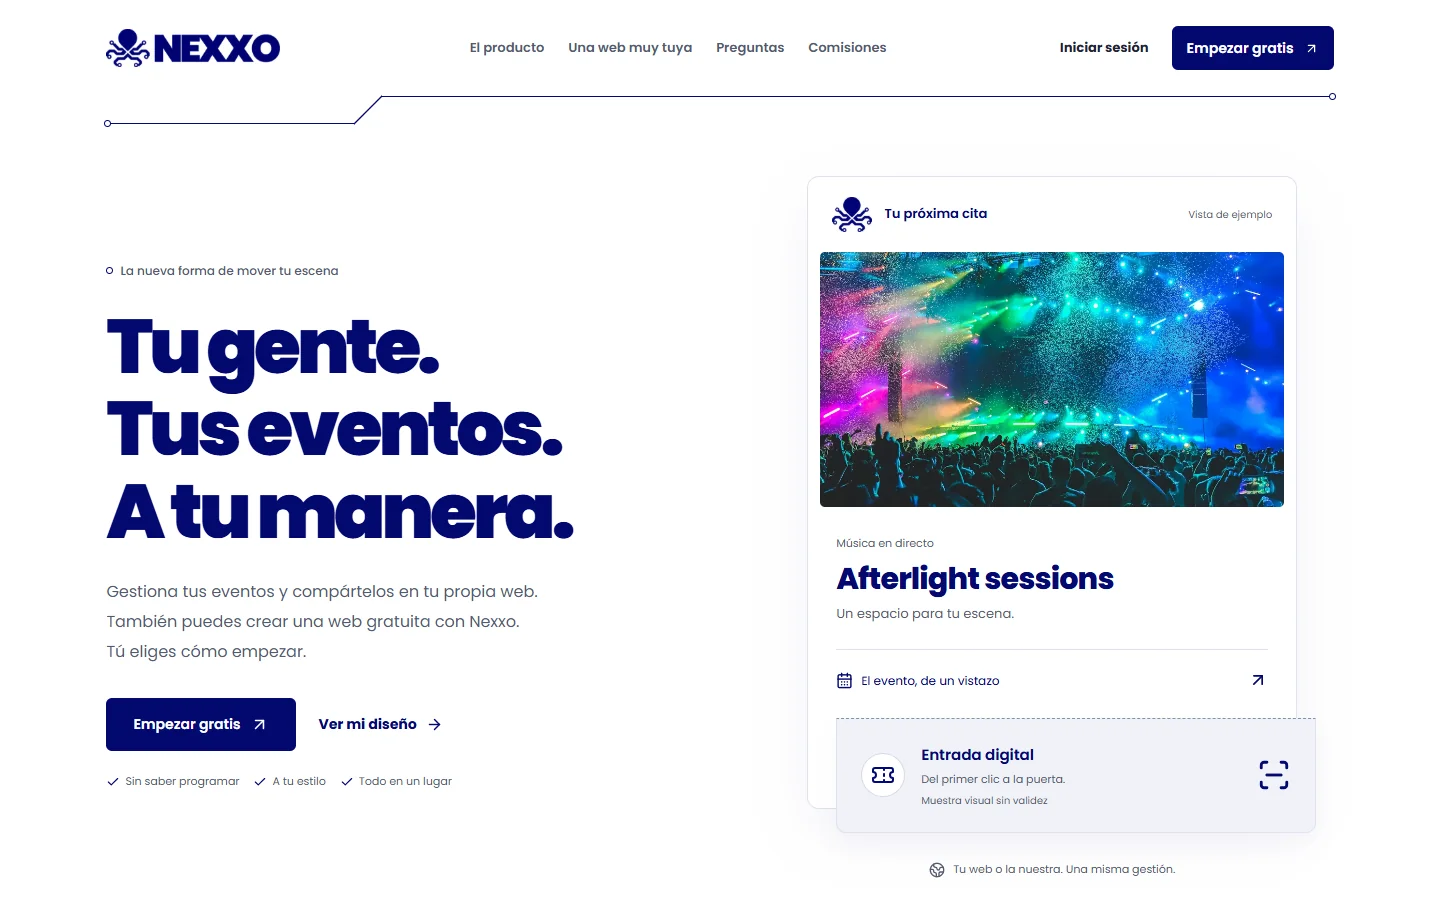 NEXXO
El producto
Una web muy tuya
Preguntas
Comisiones
Iniciar sesión
Empezar gratis
La nueva forma de mover tu escena
Tu gente.
Tus eventos.
A tu manera.
Gestiona tus eventos y compártelos en tu propia web.
También puedes crear una web gratuita con Nexxo.
Tú eliges cómo empezar.
Empezar gratis
Ver mi diseño
Sin saber programar
A tu estilo
Todo en un lugar
Tu próxima cita
Vista de ejemplo
Música en directo
Afterlight sessions
Un espacio para tu escena.
El evento, de un vistazo
Entrada digital
Del primer clic a la puerta.
Muestra visual sin validez
Tu web o la nuestra. Una misma gestión.